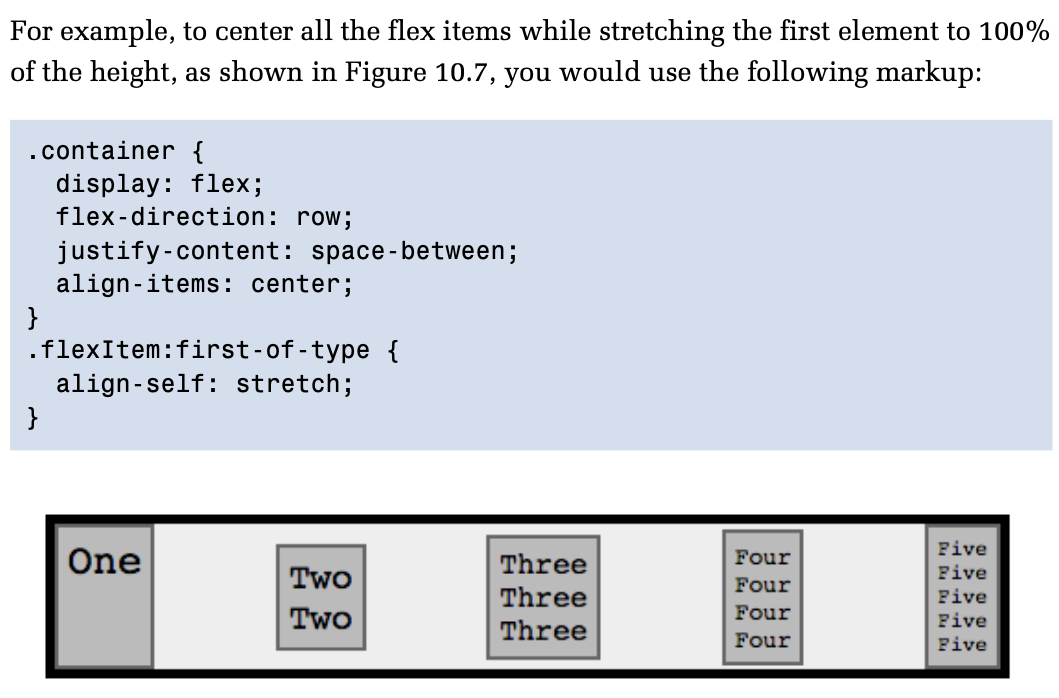 For example, to center all the flex items while stretching the first element to 100%
of the height, as shown in Figure 10.7, you would use the following markup:
.container {
  display: flex;
  flex-direction: row;
  justify-content: space-between;
  align-items: center;
}
.flexItem:first-of-type {
  align-self: stretch;
}
One
Two
Two
Three
Three
Three
Four
Four
Four
Four
Five
Five
Five
Five
Five